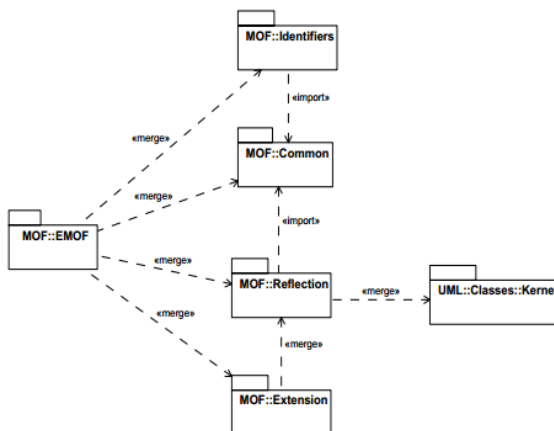 MOF::Identifiers
«import»
«merge»
MOF::Common
«merge»
MOF::EMOF
«import»
«merge»
MOF::Reflection
«merge»
UML::Classes::Kerne
«merge»
«merge»
MOF::Extension